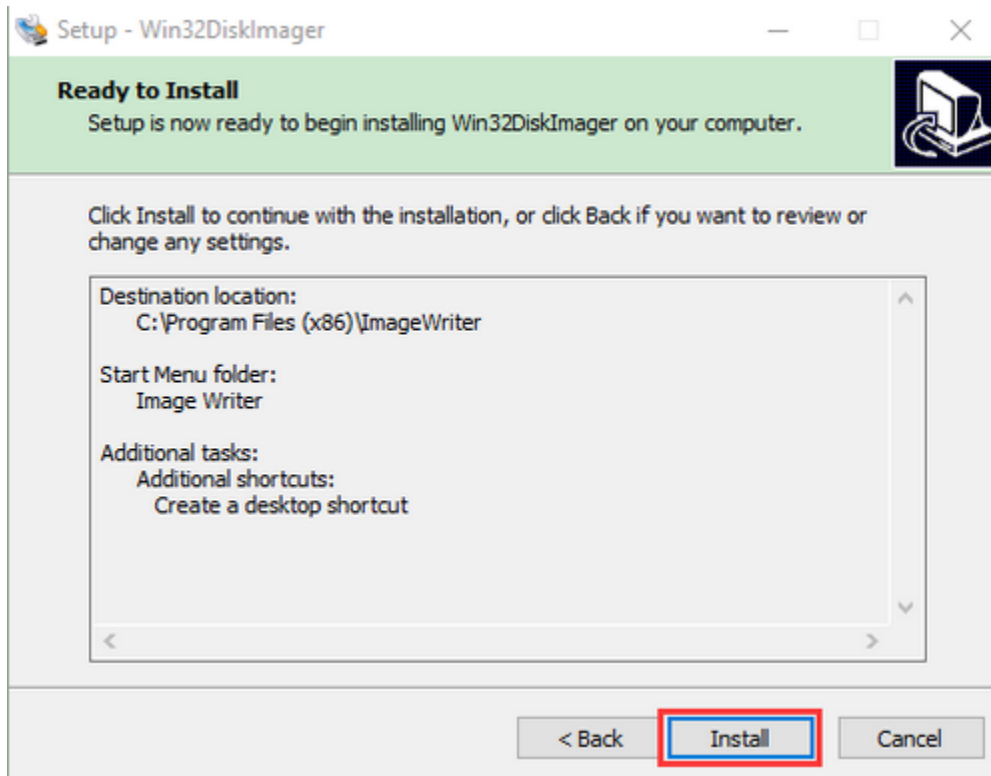 Setup - Win32DiskImager
Ready to Install
Setup is now ready to begin installing Win32DiskImager on your computer.
Click Install to continue with the installation, or click Back if you want to review or
change any settings.
Destination location:
C:\Program Files (x86)\ImageWriter
Start Menu folder:
Image Writer
Additional tasks:
Additional shortcuts:
Create a desktop shortcut
< Back
Install
Cancel